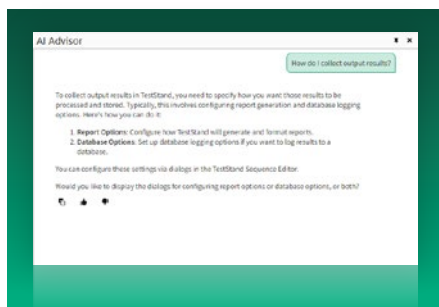 AI Advisor
How do I collect output results?
To collect output results in TestStand, you need to specify how you want those results to be
processed and stored. Typically, this involves configuring report generation and database logging
options. Here's how you can do it:
1. Report Options: Configure how TestStand will generate and format reports.
2. Database Options: Set up database logging options if you want to log results to a
database.
You can configure these settings via dialogs in the TestStand Sequence Editor.
Would you like to display the dialogs for configuring report options or database options, or both?